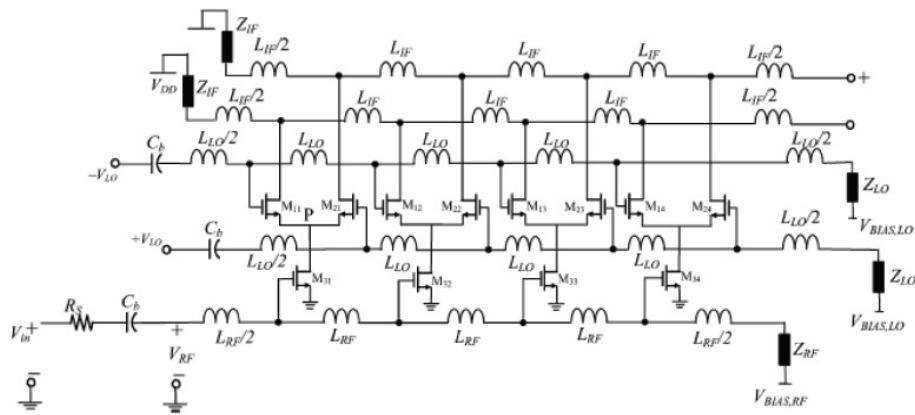 Z_IF
L_IF/2 L_IF L_IF L_IF L_IF/2
V_DD Z_IF
+
L_IF/2 L_IF L_IF L_IF L_IF/2
C_b L_LO/2 L_LO L_LO L_LO L_LO/2
−V_LO
Z_LO
M_11 P M_21 M_12 M_22 M_13 M_23 M_14 M_24
L_LO/2 V_BIAS,LO
+V_LO C_b
L_LO/2 L_LO L_LO L_LO
M_31 M_32 M_33 M_34
Z_LO
R_S C_b
V_BIAS,LO
V_in + + L_RF/2 L_RF L_RF L_RF L_RF/2
V_RF
Z_RF
− −
V_BIAS,RF